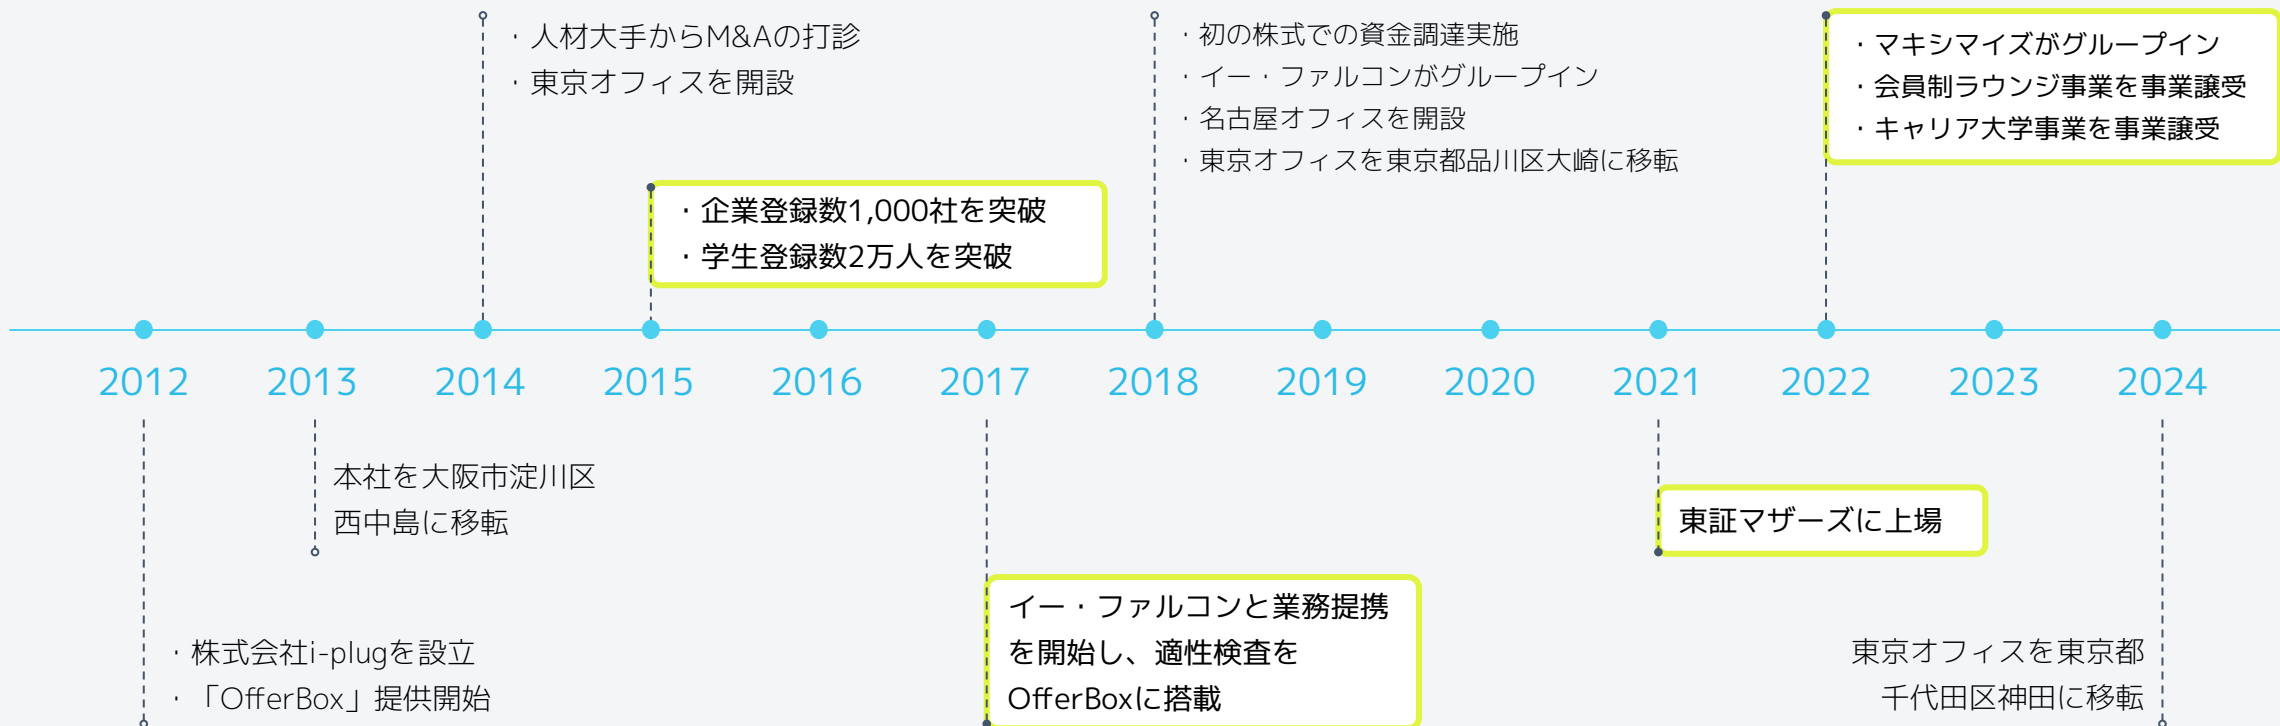 ・人材大手からM&Aの打診
・東京オフィスを開設
・初の株式での資金調達実施
・イー・ファルコンがグループイン
・名古屋オフィスを開設
・東京オフィスを東京都品川区大崎に移転
・マキシマイズがグループイン
・会員制ラウンジ事業を事業譲受
・キャリア大学事業を事業譲受
・企業登録数1,000社を突破
・学生登録数2万人を突破
2012 2013 2014 2015 2016 2017 2018 2019 2020 2021 2022 2023 2024
本社を大阪市淀川区
西中島に移転
東証マザーズに上場
・株式会社i-plugを設立
・「OfferBox」提供開始
イー・ファルコンと業務提携
を開始し、適性検査を
OfferBoxに搭載
東京オフィスを東京都
千代田区神田に移転